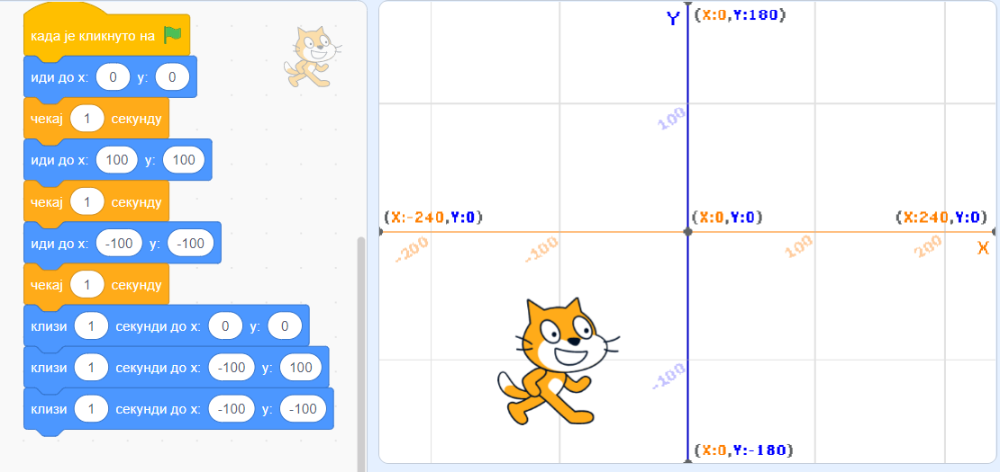 када је кликнуто на
иди до x: 0 y: 0
чекај 1 секунду
иди до x: 100 y: 100
чекај 1 секунду
иди до x: -100 y: -100
чекај 1 секунду
клизи 1 секунди до x: 0 y: 0
клизи 1 секунди до x: -100 y: 100
клизи 1 секунди до x: -100 y: -100
Y (X:0,Y:180)
100
(X:-240,Y:0) (X:0,Y:0) (X:240,Y:0)
-200 -100 100 200 X
-100
(X:0,Y:-180)